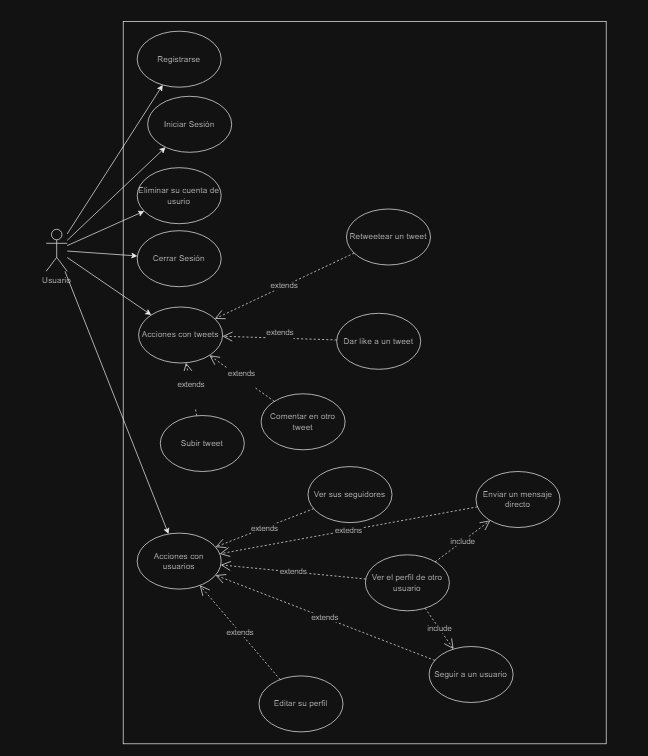 Registrarse
Iniciar Sesión
Eliminar su cuenta de
usurio
Retweetear un tweet
Cerrar Sesión
Usuario
extends
Acciones con tweets
extends
Dar like a un tweet
extends
extends
Comentar en otro
tweet
Subir tweet
Ver sus seguidores
Enviar un mensaje
directo
extends
extedns
include
Acciones con
usuarios
extends
Ver el perfil de otro
usuario
extends
include
extends
Seguir a un usuario
Editar su perfil